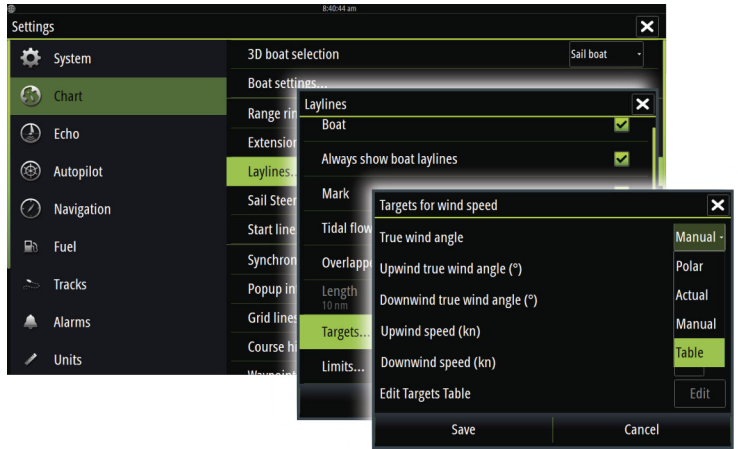 8:40:44 am
Settings
System
Chart
Echo
Autopilot
Navigation
Fuel
Tracks
Alarms
Units
3D boat selection
Sail boat
Boat settings...
Range rin
Extension
Laylines...
Sail Steer
Start line
Synchron
Popup in
Grid lines
Course hi
Waypoint
Laylines
Boat
Always show boat laylines
Mark
Tidal flow
Overlappe
Length
10 nm
Targets...
Limits...
Targets for wind speed
True wind angle
Manual
Upwind true wind angle (°)
Polar
Downwind true wind angle (°)
Actual
Upwind speed (kn)
Manual
Downwind speed (kn)
Table
Edit Targets Table
Edit
Save
Cancel